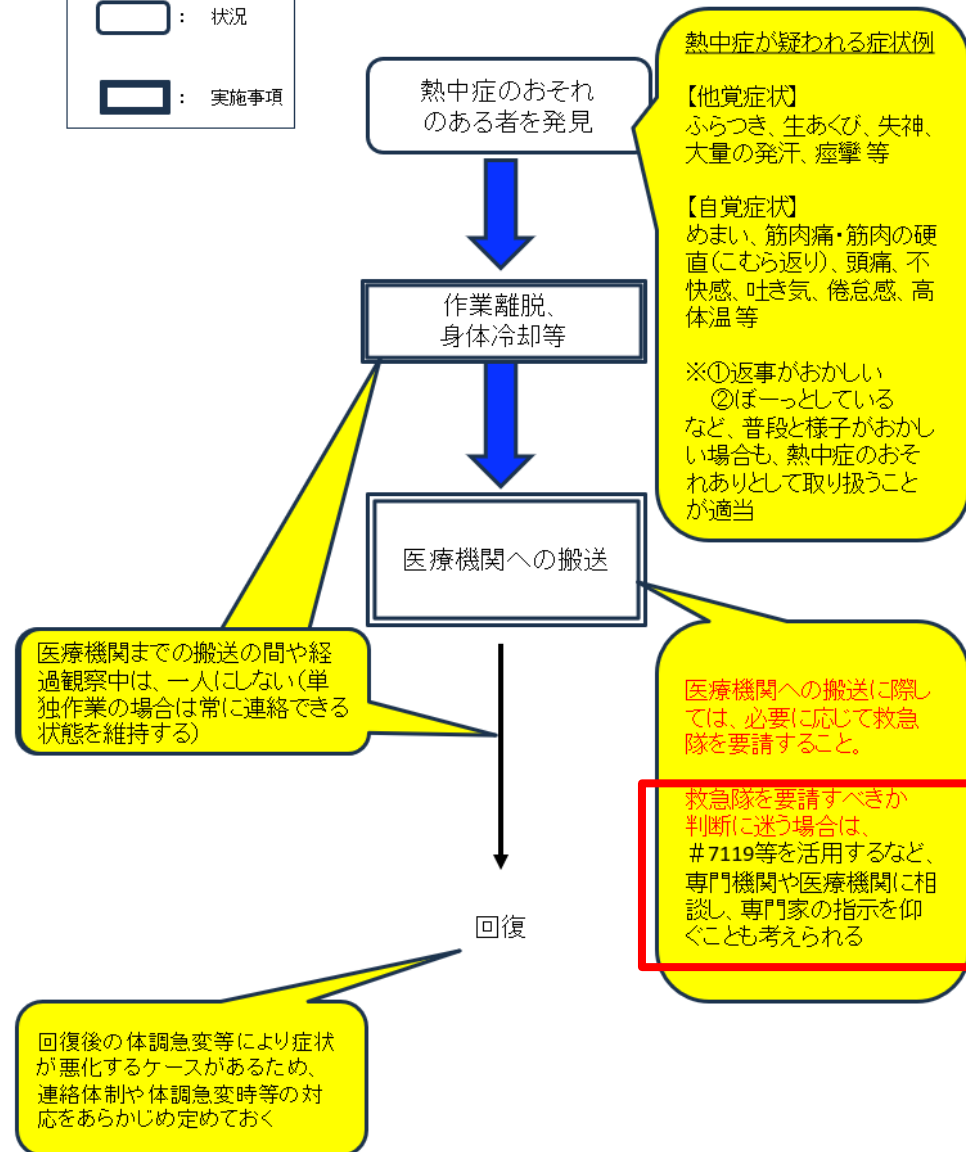 ： 状況
： 実施事項
熱中症のおそれ
のある者を発見
熱中症が疑われる症状例
【他覚症状】
ふらつき、生あくび、失神、
大量の発汗、痙攣 等
【自覚症状】
めまい、筋肉痛・筋肉の硬
直（こむら返り）、頭痛、不
快感、吐き気、倦怠感、高
体温 等
※①返事がおかしい
②ぼーっとしている
など、普段と様子がおかし
い場合も、熱中症のおそ
れありとして取り扱うこと
が適当
作業離脱、
身体冷却等
医療機関への搬送
医療機関までの搬送の間や経
過観察中は、一人にしない（単
独作業の場合は常に連絡できる
状態を維持する）
医療機関への搬送に際し
ては、必要に応じて救急
隊を要請すること。
救急隊を要請すべきか
判断に迷う場合は、
＃7119等を活用するなど、
専門機関や医療機関に相
談し、専門家の指示を仰
ぐことも考えられる
回復
回復後の体調急変等により症状
が悪化するケースがあるため、
連絡体制や体調急変時等の対
応をあらかじめ定めておく